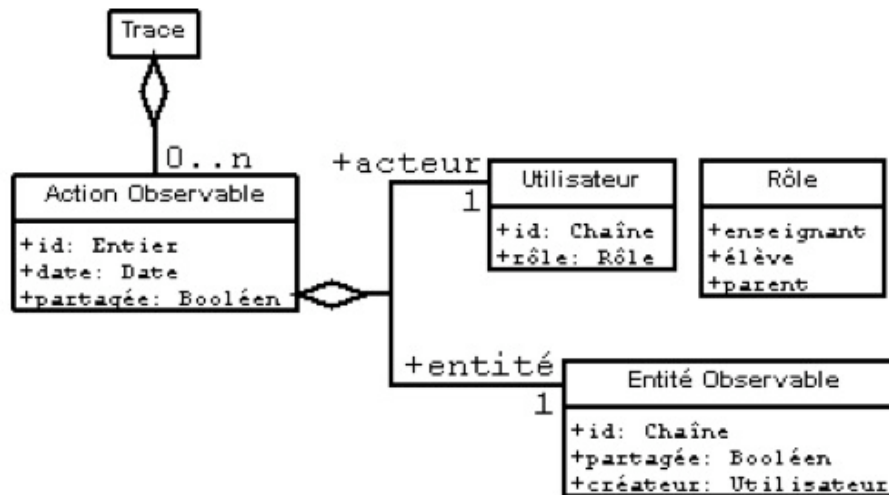 Trace
0..n
Action Observable
+id: Entier
+date: Date
+partagée: Booléen
+acteur
1
Utilisateur
+id: Chaîne
+rôle: Rôle
Rôle
+enseignant
+élève
+parent
+entité
1
Entité Observable
+id: Chaîne
+partagée: Booléen
+créateur: Utilisateur